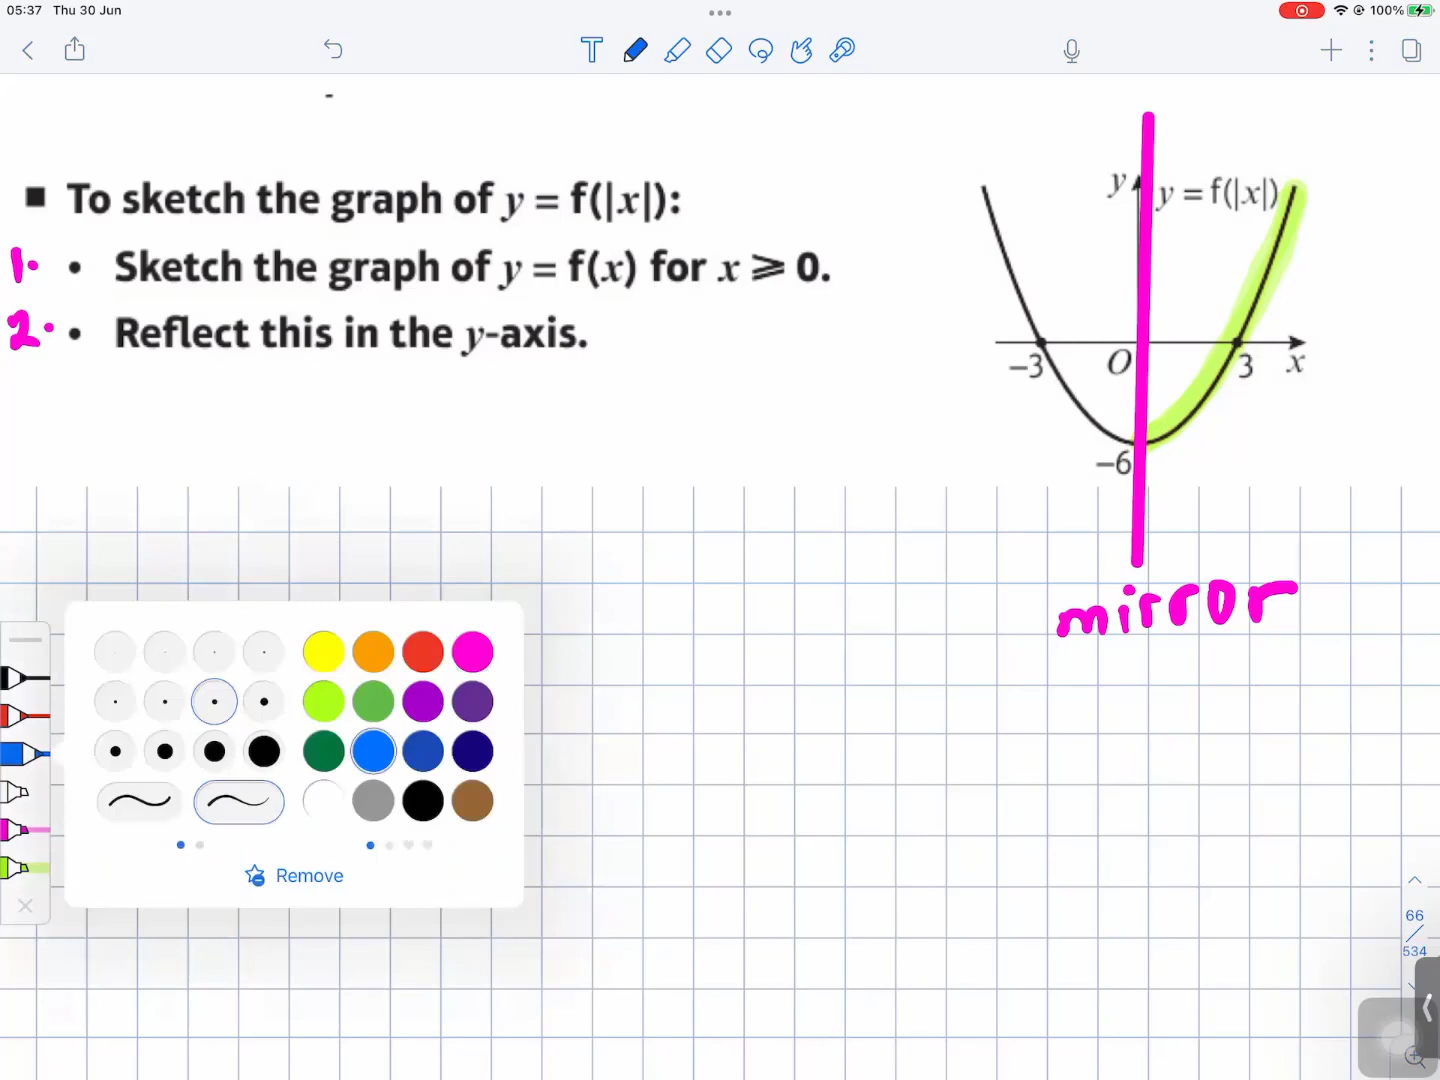 05:37 Thu 30 Jun
100%
T
■ To sketch the graph of y = f(|x|):
1. • Sketch the graph of y = f(x) for x ⩾ 0.
2. • Reflect this in the y-axis.
y
y = f(|x|)
−3
O
3
x
−6
mirror
Remove
66
534